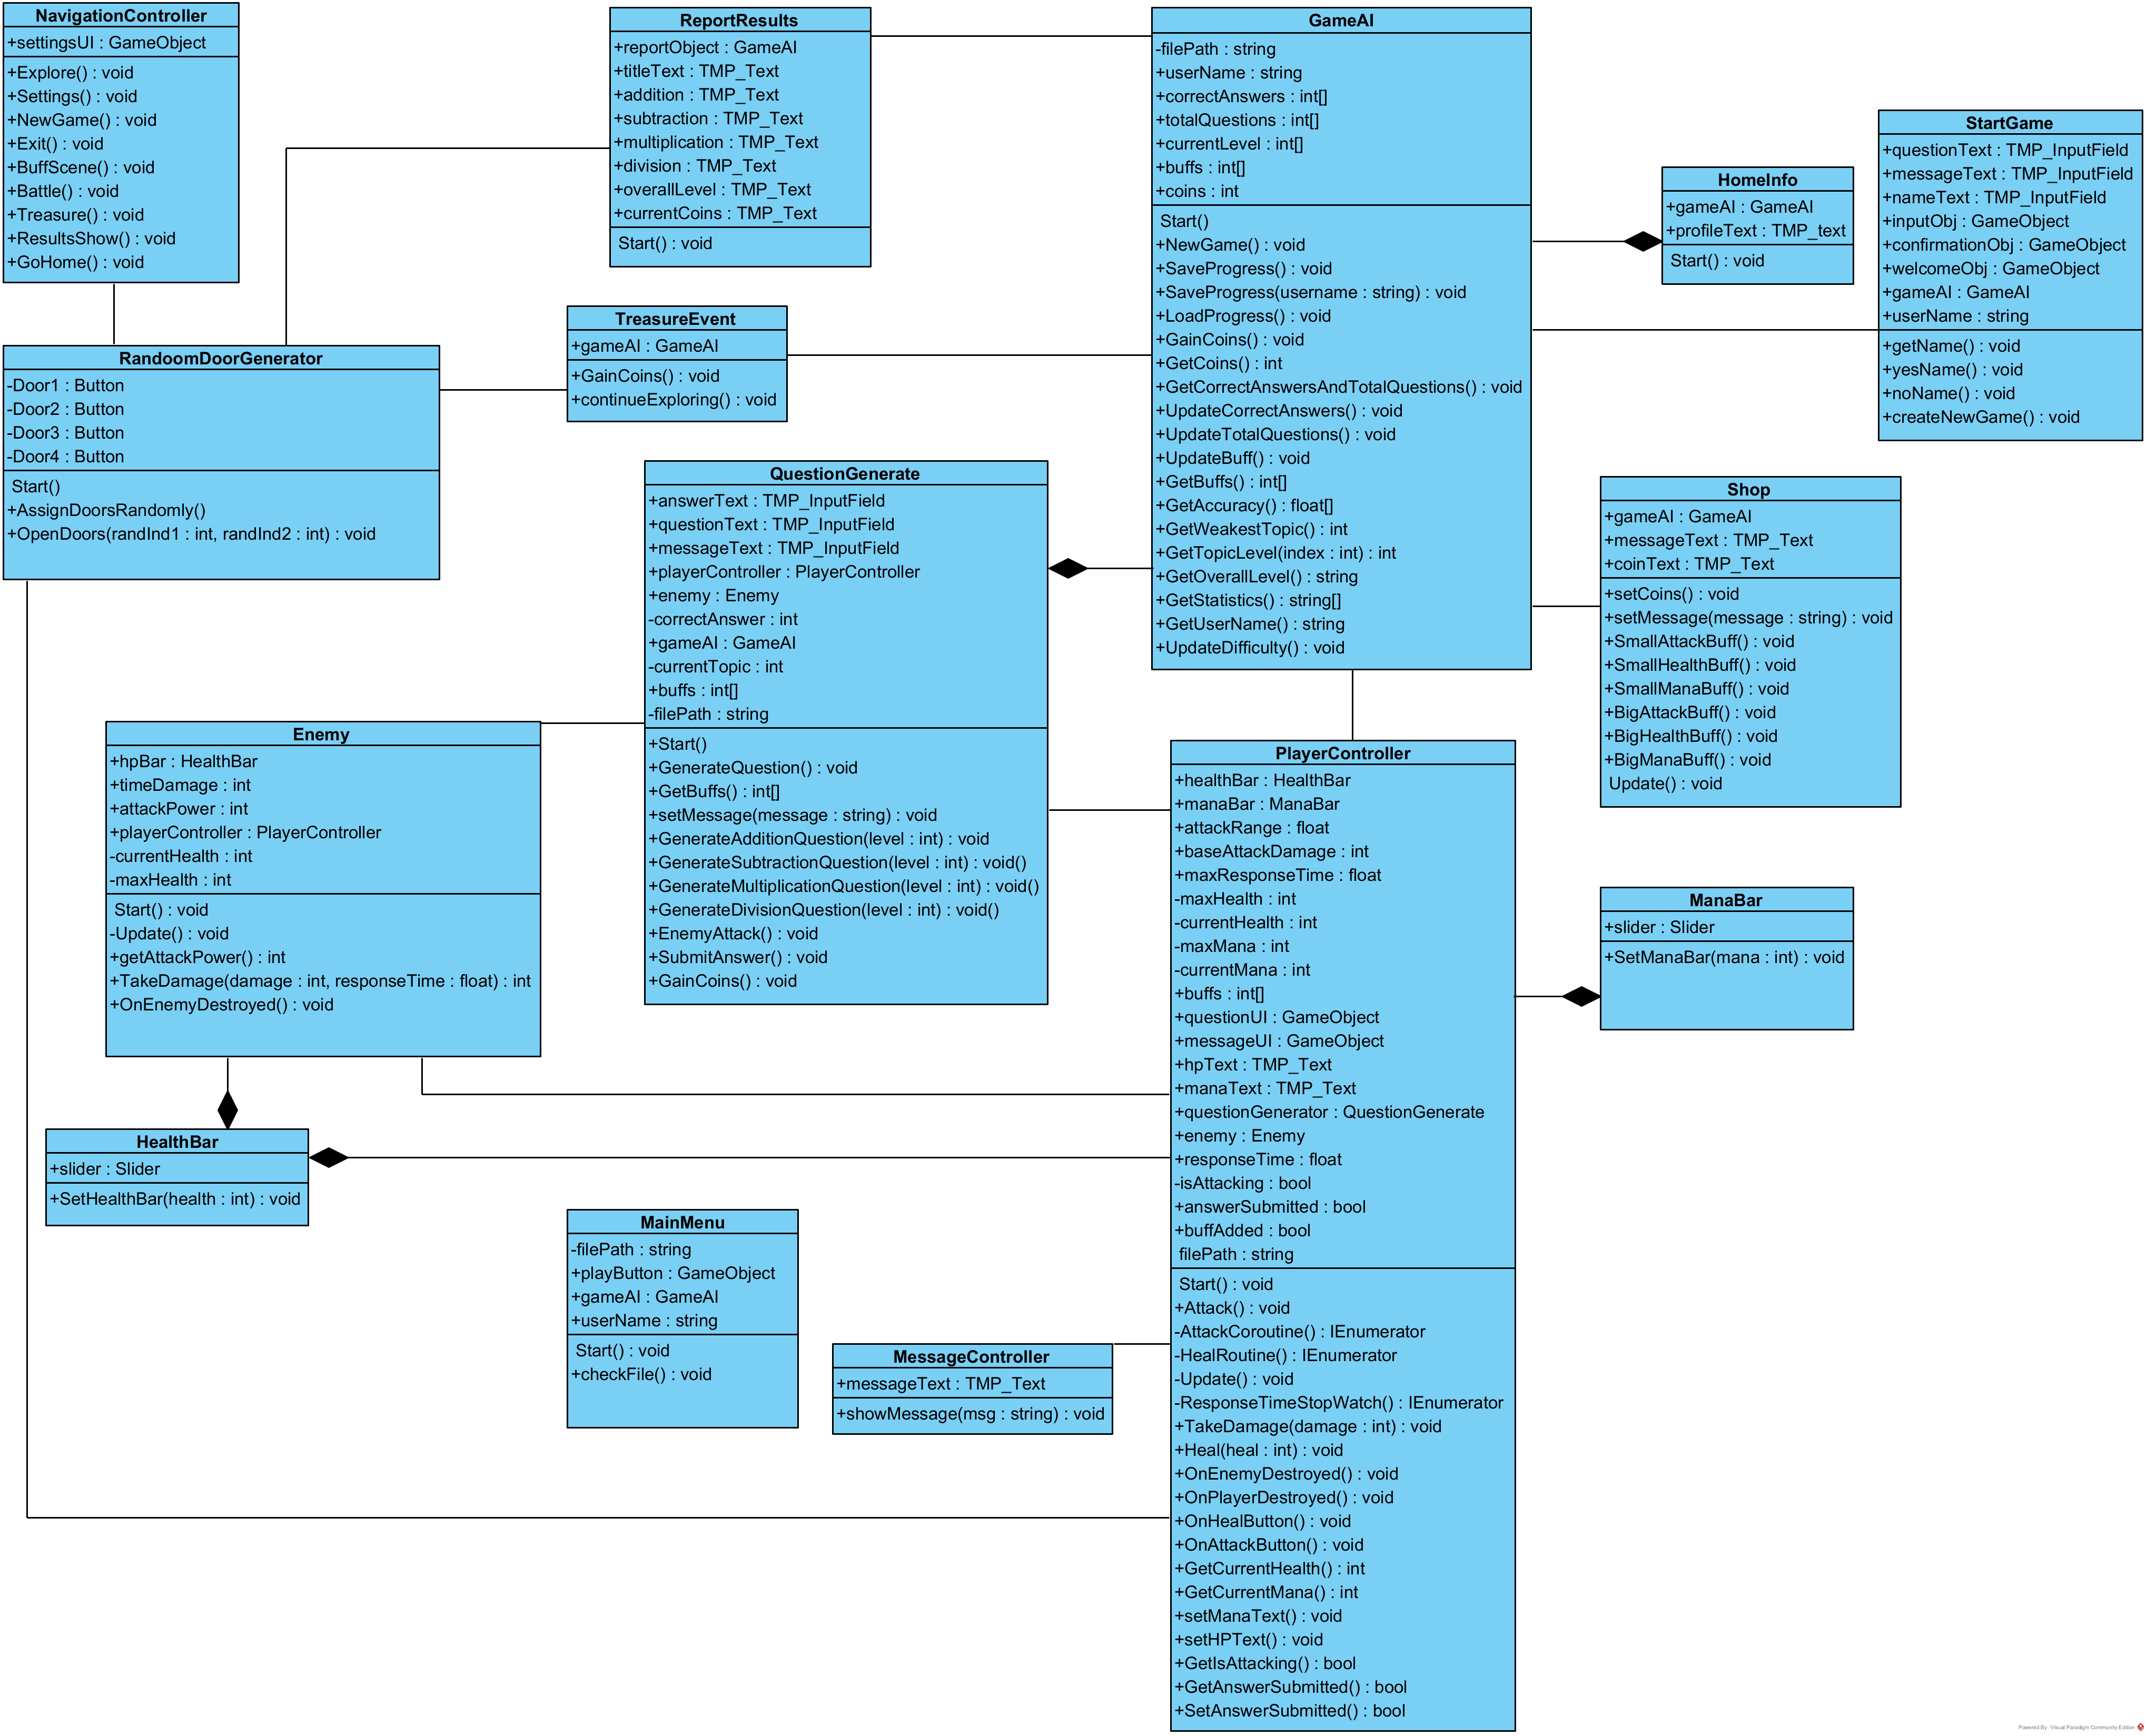 NavigationController
+settingsUI : GameObject
+Explore() : void
+Settings() : void
+NewGame() : void
+Exit() : void
+BuffScene() : void
+Battle() : void
+Treasure() : void
+ResultsShow() : void
+GoHome() : void
ReportResults
+reportObject : GameAI
+titleText : TMP_Text
+addition : TMP_Text
+subtraction : TMP_Text
+multiplication : TMP_Text
+division : TMP_Text
+overallLevel : TMP_Text
+currentCoins : TMP_Text
Start() : void
GameAI
-filePath : string
+userName : string
+correctAnswers : int[]
+totalQuestions : int[]
+currentLevel : int[]
+buffs : int[]
+coins : int
Start()
+NewGame() : void
+SaveProgress() : void
+SaveProgress(username : string) : void
+LoadProgress() : void
+GainCoins() : void
+GetCoins() : int
+GetCorrectAnswersAndTotalQuestions() : void
+UpdateCorrectAnswers() : void
+UpdateTotalQuestions() : void
+UpdateBuff() : void
+GetBuffs() : int[]
+GetAccuracy() : float[]
+GetWeakestTopic() : int
+GetTopicLevel(index : int) : int
+GetOverallLevel() : string
+GetStatistics() : string[]
+GetUserName() : string
+UpdateDifficulty() : void
HomeInfo
+gameAI : GameAI
+profileText : TMP_text
Start() : void
StartGame
+questionText : TMP_InputField
+messageText : TMP_InputField
+nameText : TMP_InputField
+inputObj : GameObject
+confirmationObj : GameObject
+welcomeObj : GameObject
+gameAI : GameAI
+userName : string
+getName() : void
+yesName() : void
+noName() : void
+createNewGame() : void
TreasureEvent
+gameAI : GameAI
+GainCoins() : void
+continueExploring() : void
RandoomDoorGenerator
-Door1 : Button
-Door2 : Button
-Door3 : Button
-Door4 : Button
Start()
+AssignDoorsRandomly()
+OpenDoors(randInd1 : int, randInd2 : int) : void
QuestionGenerate
+answerText : TMP_InputField
+questionText : TMP_InputField
+messageText : TMP_InputField
+playerController : PlayerController
+enemy : Enemy
-correctAnswer : int
+gameAI : GameAI
-currentTopic : int
+buffs : int[]
-filePath : string
+Start()
+GenerateQuestion() : void
+GetBuffs() : int[]
+setMessage(message : string) : void
+GenerateAdditionQuestion(level : int) : void
+GenerateSubtractionQuestion(level : int) : void()
+GenerateMultiplicationQuestion(level : int) : void()
+GenerateDivisionQuestion(level : int) : void()
+EnemyAttack() : void
+SubmitAnswer() : void
+GainCoins() : void
Shop
+gameAI : GameAI
+messageText : TMP_Text
+coinText : TMP_Text
+setCoins() : void
+setMessage(message : string) : void
+SmallAttackBuff() : void
+SmallHealthBuff() : void
+SmallManaBuff() : void
+BigAttackBuff() : void
+BigHealthBuff() : void
+BigManaBuff() : void
Update() : void
Enemy
+hpBar : HealthBar
+timeDamage : int
+attackPower : int
+playerController : PlayerController
-currentHealth : int
-maxHealth : int
Start() : void
-Update() : void
+getAttackPower() : int
+TakeDamage(damage : int, responseTime : float) : int
+OnEnemyDestroyed() : void
PlayerController
+healthBar : HealthBar
+manaBar : ManaBar
+attackRange : float
+baseAttackDamage : int
+maxResponseTime : float
-maxHealth : int
-currentHealth : int
-maxMana : int
-currentMana : int
+buffs : int[]
+questionUI : GameObject
+messageUI : GameObject
+hpText : TMP_Text
+manaText : TMP_Text
+questionGenerator : QuestionGenerate
+enemy : Enemy
+responseTime : float
-isAttacking : bool
+answerSubmitted : bool
+buffAdded : bool
filePath : string
Start() : void
+Attack() : void
-AttackCoroutine() : IEnumerator
-HealRoutine() : IEnumerator
-Update() : void
-ResponseTimeStopWatch() : IEnumerator
+TakeDamage(damage : int) : void
+Heal(heal : int) : void
+OnEnemyDestroyed() : void
+OnPlayerDestroyed() : void
+OnHealButton() : void
+OnAttackButton() : void
+GetCurrentHealth() : int
+GetCurrentMana() : int
+setManaText() : void
+setHPText() : void
+GetIsAttacking() : bool
+GetAnswerSubmitted() : bool
+SetAnswerSubmitted() : bool
ManaBar
+slider : Slider
+SetManaBar(mana : int) : void
HealthBar
+slider : Slider
+SetHealthBar(health : int) : void
MainMenu
-filePath : string
+playButton : GameObject
+gameAI : GameAI
+userName : string
Start() : void
+checkFile() : void
MessageController
+messageText : TMP_Text
+showMessage(msg : string) : void
Powered By: Visual Paradigm Community Edition